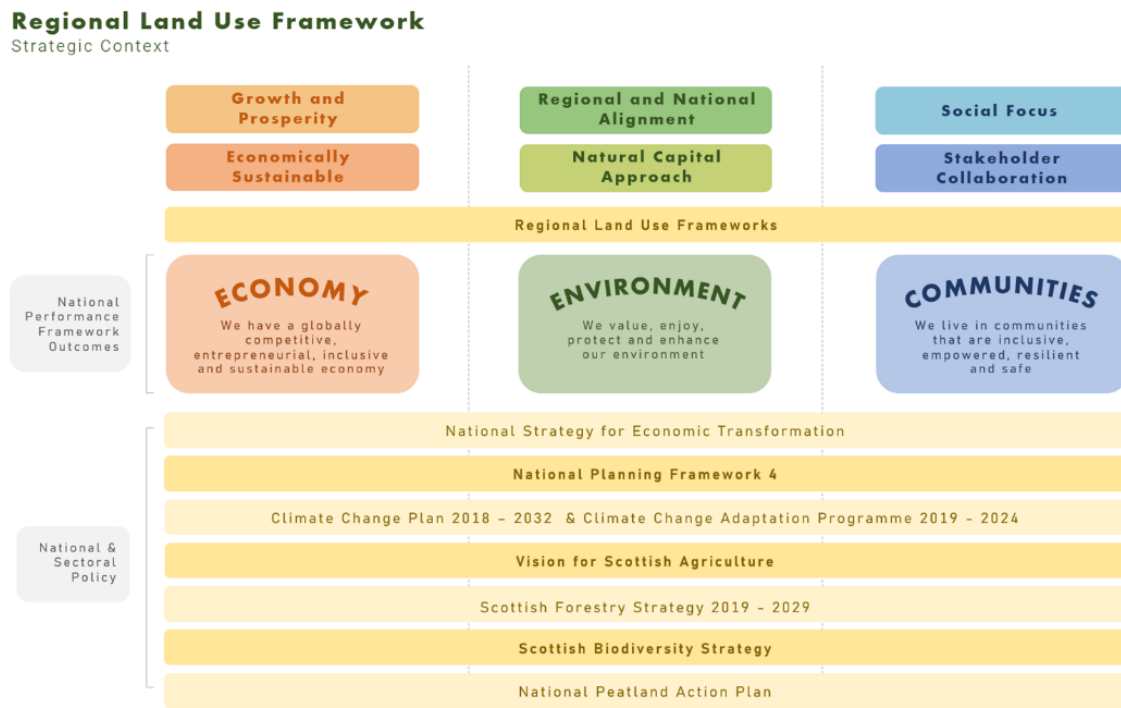 Regional Land Use Framework
Strategic Context
Growth and
Prosperity
Regional and National
Alignment
Social Focus
Economically
Sustainable
Natural Capital
Approach
Stakeholder
Collaboration
Regional Land Use Frameworks
National
Performance
Framework
Outcomes
ECONOMY
We have a globally
competitive,
entrepreneurial, inclusive
and sustainable economy
ENVIRONMENT
We value, enjoy,
protect and enhance
our environment
COMMUNITIES
We live in communities
that are inclusive,
empowered, resilient
and safe
National &
Sectoral
Policy
National Strategy for Economic Transformation
National Planning Framework 4
Climate Change Plan 2018 – 2032 & Climate Change Adaptation Programme 2019 - 2024
Vision for Scottish Agriculture
Scottish Forestry Strategy 2019 - 2029
Scottish Biodiversity Strategy
National Peatland Action Plan